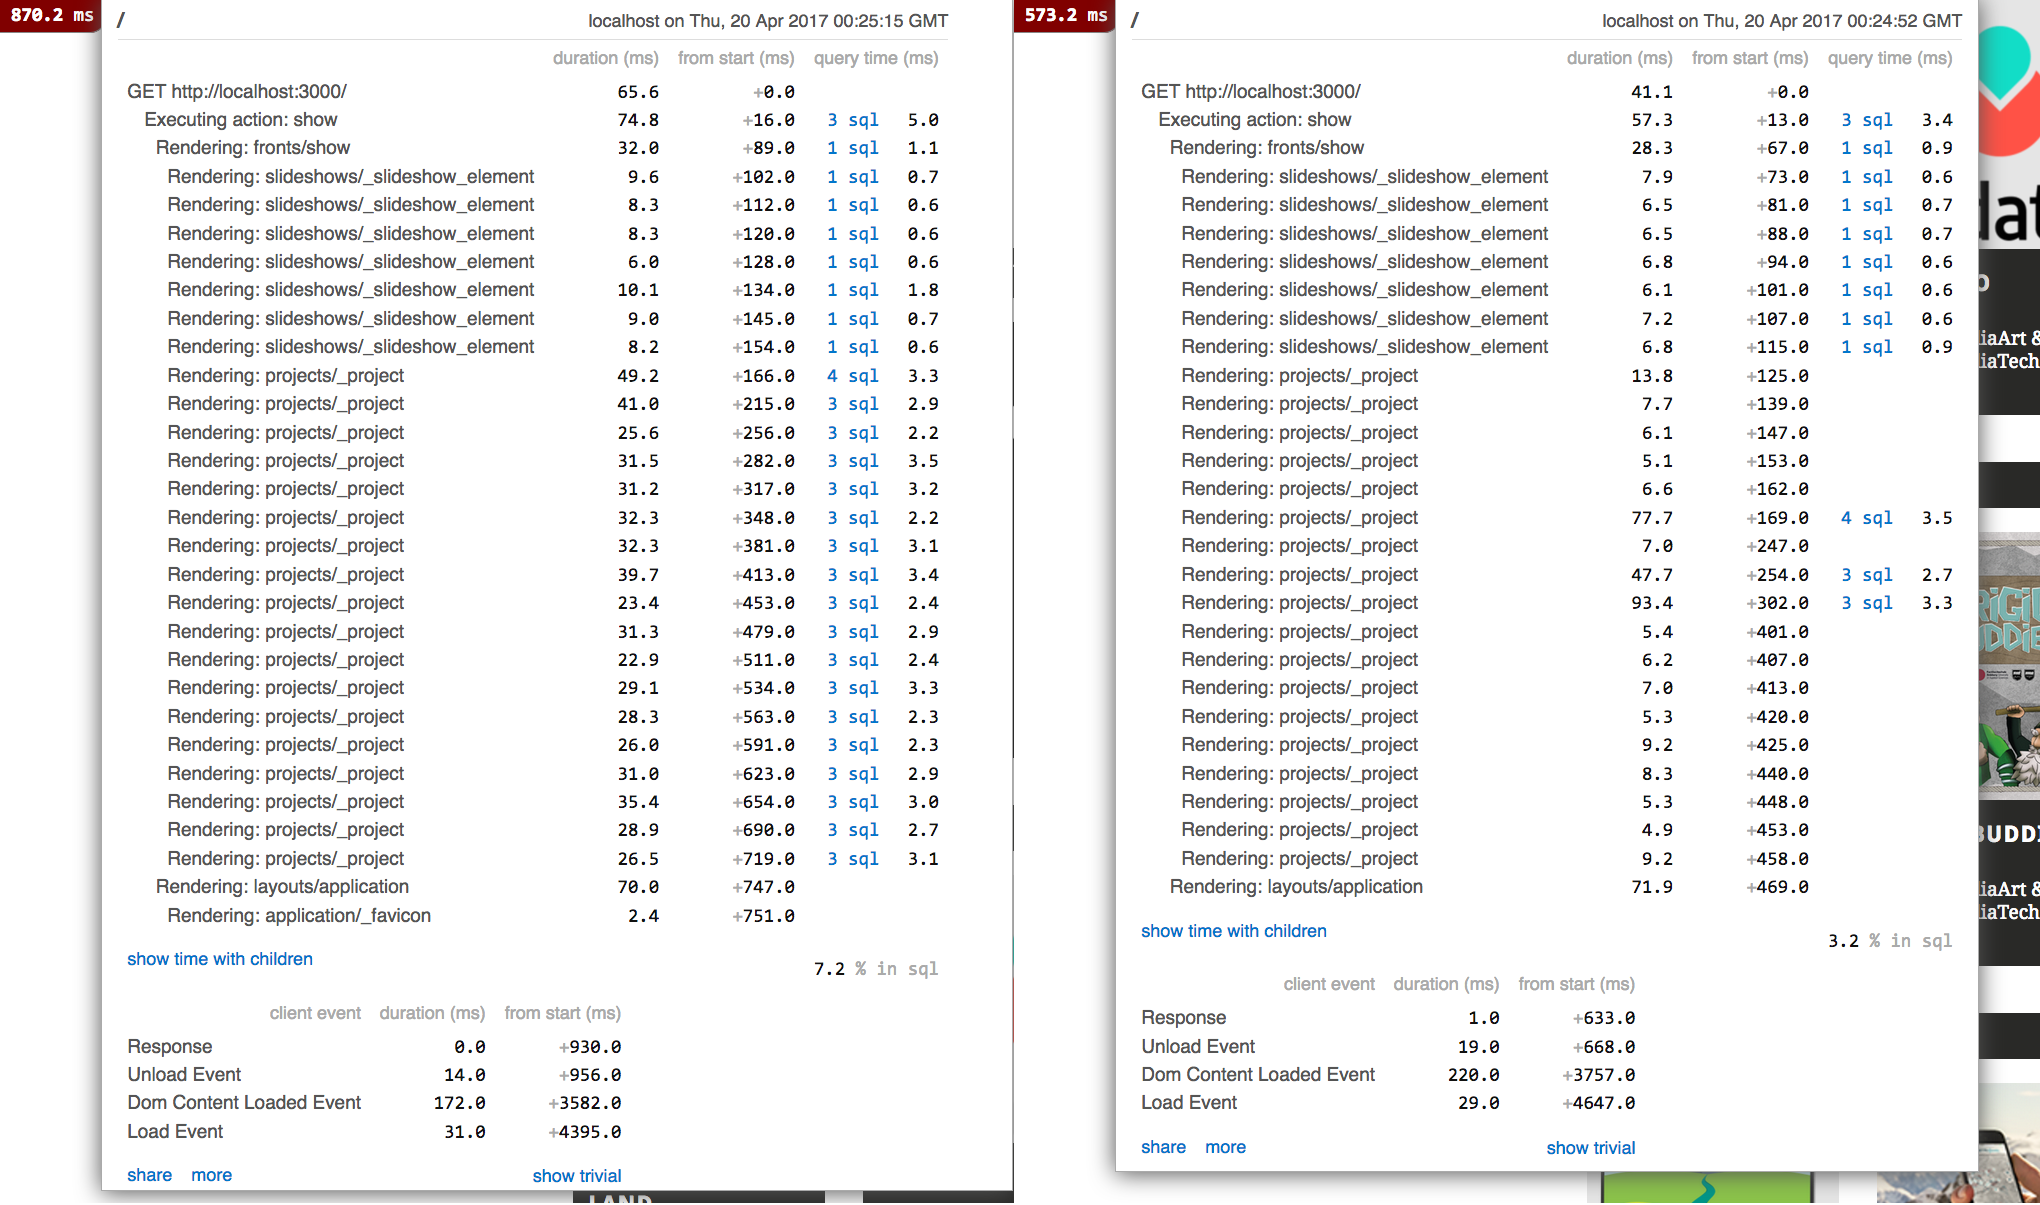 870.2 ms
/ localhost on Thu, 20 Apr 2017 00:25:15 GMT
duration (ms) from start (ms) query time (ms)
GET http://localhost:3000/ 65.6 +0.0
Executing action: show 74.8 +16.0 3 sql 5.0
Rendering: fronts/show 32.0 +89.0 1 sql 1.1
Rendering: slideshows/_slideshow_element 9.6 +102.0 1 sql 0.7
Rendering: slideshows/_slideshow_element 8.3 +112.0 1 sql 0.6
Rendering: slideshows/_slideshow_element 8.3 +120.0 1 sql 0.6
Rendering: slideshows/_slideshow_element 6.0 +128.0 1 sql 0.6
Rendering: slideshows/_slideshow_element 10.1 +134.0 1 sql 1.8
Rendering: slideshows/_slideshow_element 9.0 +145.0 1 sql 0.7
Rendering: slideshows/_slideshow_element 8.2 +154.0 1 sql 0.6
Rendering: projects/_project 49.2 +166.0 4 sql 3.3
Rendering: projects/_project 41.0 +215.0 3 sql 2.9
Rendering: projects/_project 25.6 +256.0 3 sql 2.2
Rendering: projects/_project 31.5 +282.0 3 sql 3.5
Rendering: projects/_project 31.2 +317.0 3 sql 3.2
Rendering: projects/_project 32.3 +348.0 3 sql 2.2
Rendering: projects/_project 32.3 +381.0 3 sql 3.1
Rendering: projects/_project 39.7 +413.0 3 sql 3.4
Rendering: projects/_project 23.4 +453.0 3 sql 2.4
Rendering: projects/_project 31.3 +479.0 3 sql 2.9
Rendering: projects/_project 22.9 +511.0 3 sql 2.4
Rendering: projects/_project 29.1 +534.0 3 sql 3.3
Rendering: projects/_project 28.3 +563.0 3 sql 2.3
Rendering: projects/_project 26.0 +591.0 3 sql 2.3
Rendering: projects/_project 31.0 +623.0 3 sql 2.9
Rendering: projects/_project 35.4 +654.0 3 sql 3.0
Rendering: projects/_project 28.9 +690.0 3 sql 2.7
Rendering: projects/_project 26.5 +719.0 3 sql 3.1
Rendering: layouts/application 70.0 +747.0
Rendering: application/_favicon 2.4 +751.0
show time with children
7.2 % in sql
client event duration (ms) from start (ms)
Response 0.0 +930.0
Unload Event 14.0 +956.0
Dom Content Loaded Event 172.0 +3582.0
Load Event 31.0 +4395.0
share more show trivial
LAND
573.2 ms
/ localhost on Thu, 20 Apr 2017 00:24:52 GMT
duration (ms) from start (ms) query time (ms)
GET http://localhost:3000/ 41.1 +0.0
Executing action: show 57.3 +13.0 3 sql 3.4
Rendering: fronts/show 28.3 +67.0 1 sql 0.9
Rendering: slideshows/_slideshow_element 7.9 +73.0 1 sql 0.6
Rendering: slideshows/_slideshow_element 6.5 +81.0 1 sql 0.7
Rendering: slideshows/_slideshow_element 6.5 +88.0 1 sql 0.7
Rendering: slideshows/_slideshow_element 6.8 +94.0 1 sql 0.6
Rendering: slideshows/_slideshow_element 6.1 +101.0 1 sql 0.6
Rendering: slideshows/_slideshow_element 7.2 +107.0 1 sql 0.6
Rendering: slideshows/_slideshow_element 6.8 +115.0 1 sql 0.9
Rendering: projects/_project 13.8 +125.0
Rendering: projects/_project 7.7 +139.0
Rendering: projects/_project 6.1 +147.0
Rendering: projects/_project 5.1 +153.0
Rendering: projects/_project 6.6 +162.0
Rendering: projects/_project 77.7 +169.0 4 sql 3.5
Rendering: projects/_project 7.0 +247.0
Rendering: projects/_project 47.7 +254.0 3 sql 2.7
Rendering: projects/_project 93.4 +302.0 3 sql 3.3
Rendering: projects/_project 5.4 +401.0
Rendering: projects/_project 6.2 +407.0
Rendering: projects/_project 7.0 +413.0
Rendering: projects/_project 5.3 +420.0
Rendering: projects/_project 9.2 +425.0
Rendering: projects/_project 8.3 +440.0
Rendering: projects/_project 5.3 +448.0
Rendering: projects/_project 4.9 +453.0
Rendering: projects/_project 9.2 +458.0
Rendering: layouts/application 71.9 +469.0
show time with children
3.2 % in sql
client event duration (ms) from start (ms)
Response 1.0 +633.0
Unload Event 19.0 +668.0
Dom Content Loaded Event 220.0 +3757.0
Load Event 29.0 +4647.0
share more show trivial
dat
iaArt &
iaTech
BUDDI
iaArt &
iaTech